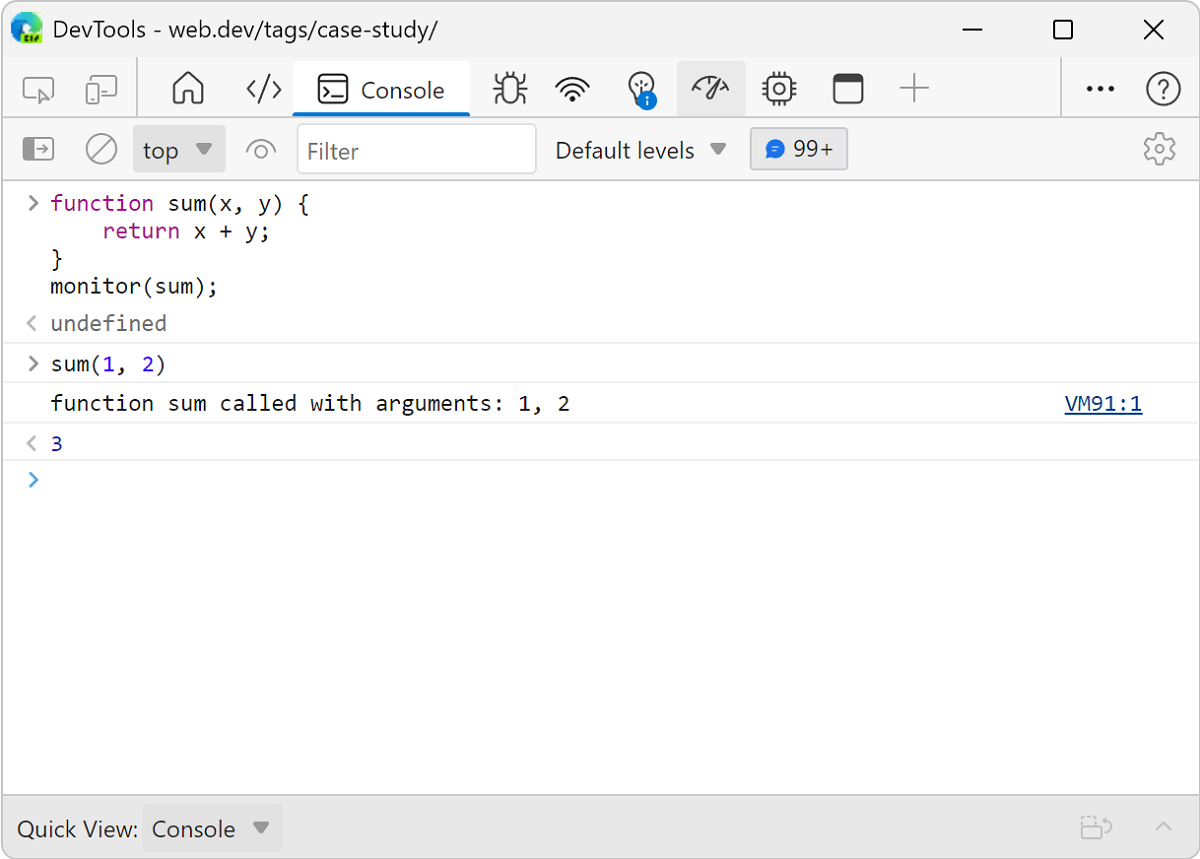 DevTools - web.dev/tags/case-study/
Console
top
Filter
Default levels
99+
function sum(x, y) {
    return x + y;
}
monitor(sum);
undefined
sum(1, 2)
function sum called with arguments: 1, 2 VM91:1
3
Quick View: Console